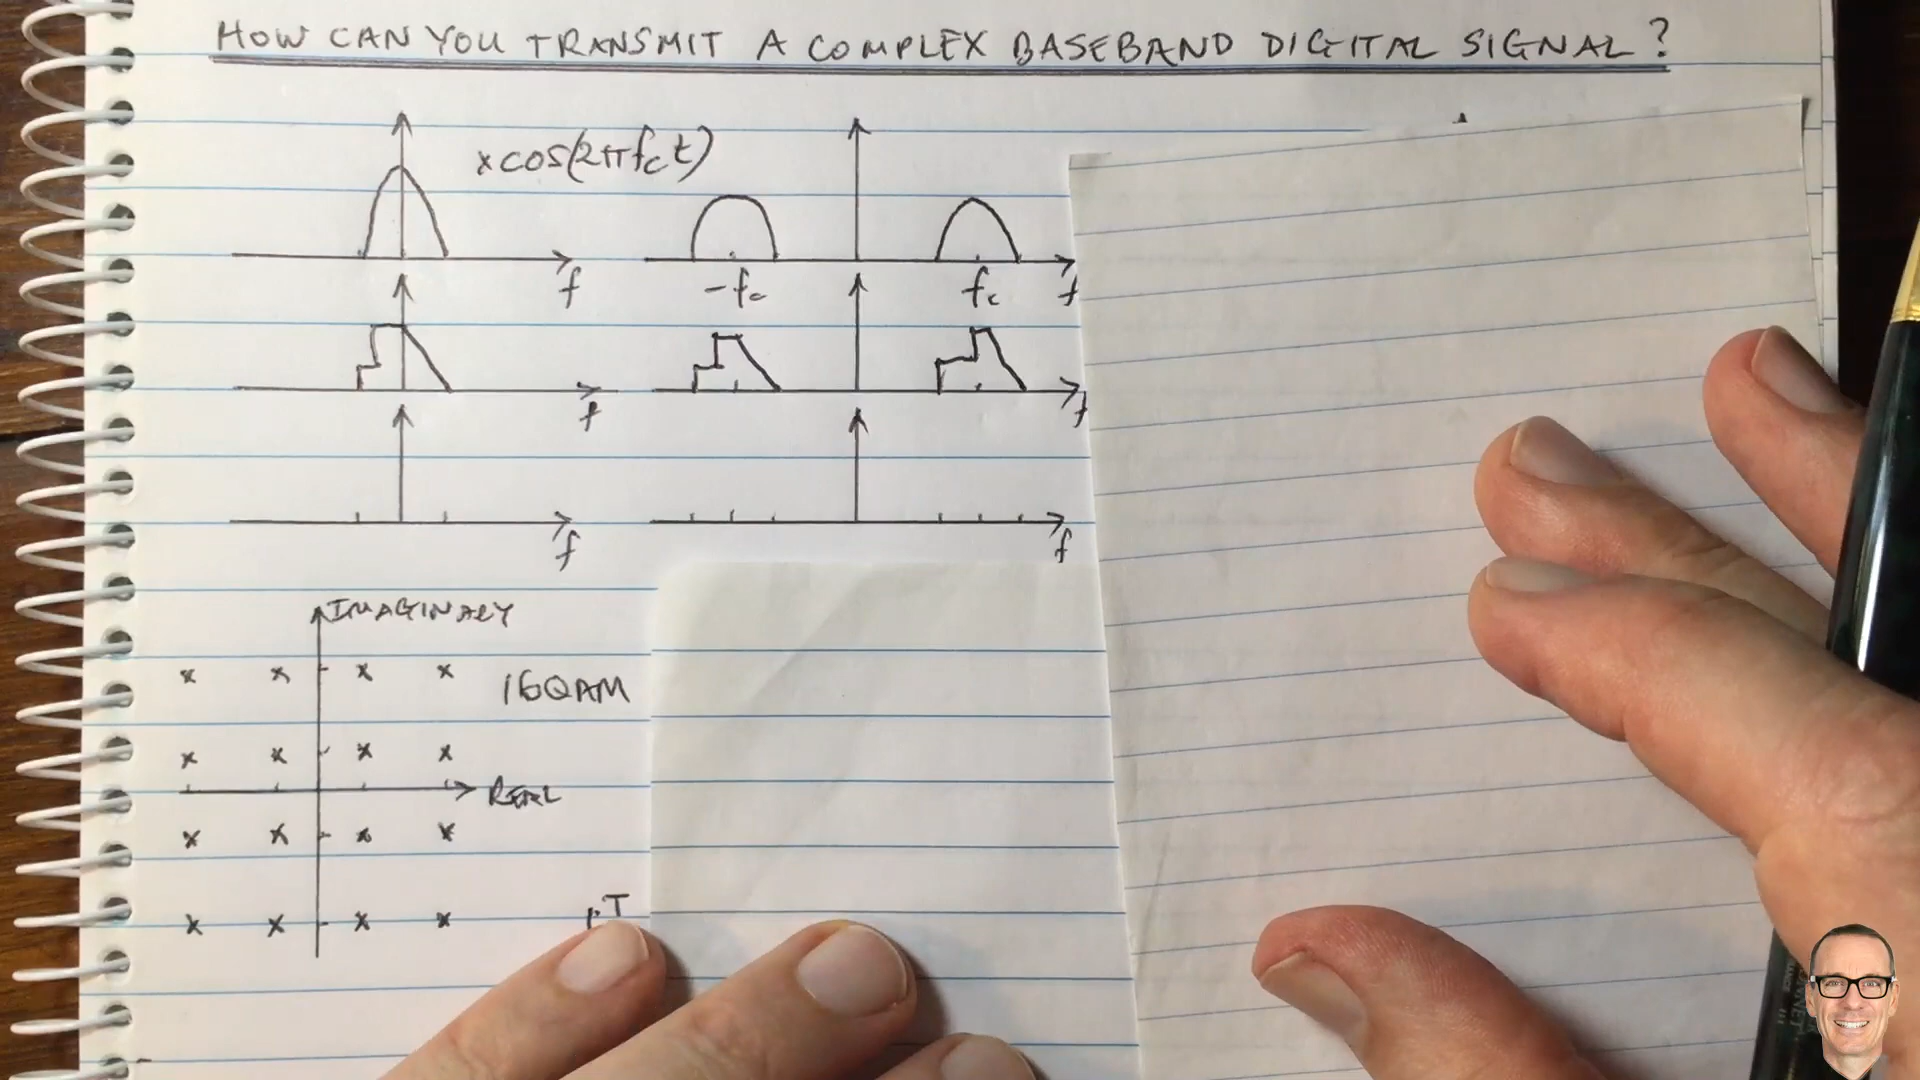 HOW CAN YOU TRANSMIT A COMPLEX BASEBAND DIGITAL SIGNAL?
x cos(2πfct)
f
-fc
fc
f
f
f
f
f
IMAGINARY
16QAM
REAL
T